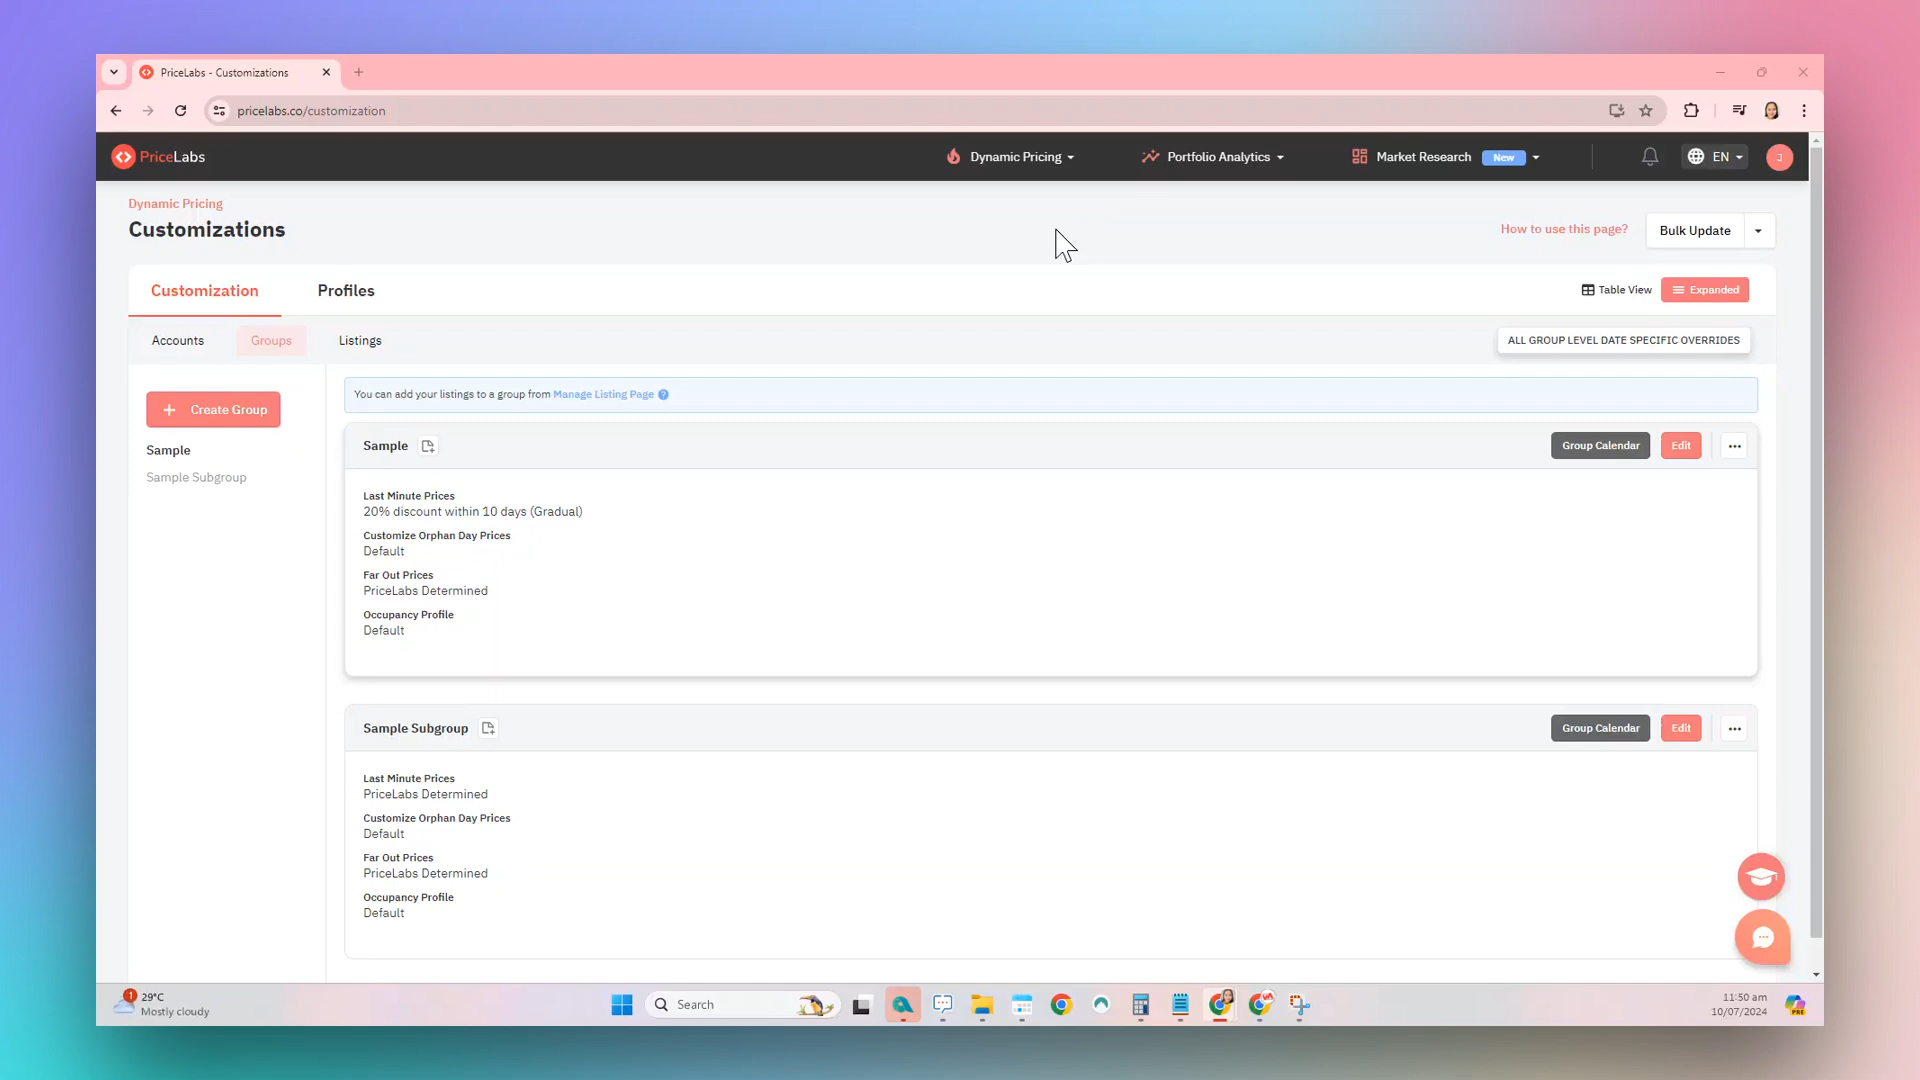 PriceLabs - Customizations
pricelabs.co/customization
PriceLabs
Dynamic Pricing
Portfolio Analytics
Market Research New
EN
J
Dynamic Pricing
Customizations
How to use this page?
Bulk Update
Customization
Profiles
Table View
Expanded
Accounts
Groups
Listings
ALL GROUP LEVEL DATE SPECIFIC OVERRIDES
Create Group
Sample
Sample Subgroup
You can add your listings to a group from Manage Listing Page ?
Sample
Group Calendar
Edit
Last Minute Prices
20% discount within 10 days (Gradual)
Customize Orphan Day Prices
Default
Far Out Prices
PriceLabs Determined
Occupancy Profile
Default
Sample Subgroup
Group Calendar
Edit
Last Minute Prices
PriceLabs Determined
Customize Orphan Day Prices
Default
Far Out Prices
PriceLabs Determined
Occupancy Profile
Default
1
29°C
Mostly cloudy
Search
11:50 am
10/07/2024
PRE